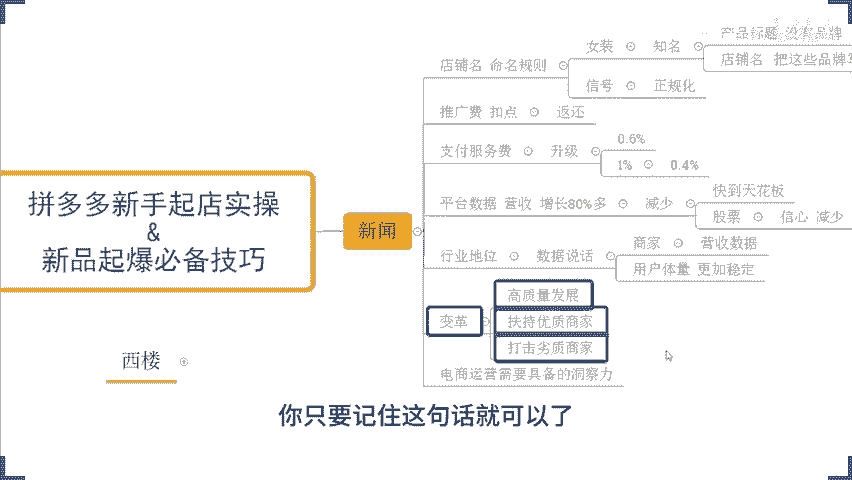 产品标题 没有品牌
女装 知名
店铺名 把这些品牌
店铺名 命名规则
信号 正规化
推广费 扣点 返还
0.6%
支付服务费 升级
1% 0.4%
快到天花板
平台数据 营收 增长80%多 减少
股票 信心 减少
拼多多新手起店实操
&
新品起爆必备技巧
新闻
商家 营收数据
行业地位 数据说话
用户体量 更加稳定
高质量发展
变革 扶持优质商家
打击劣质商家
西楼
电商运营需要具备的洞察力
你只要记住这句话就可以了